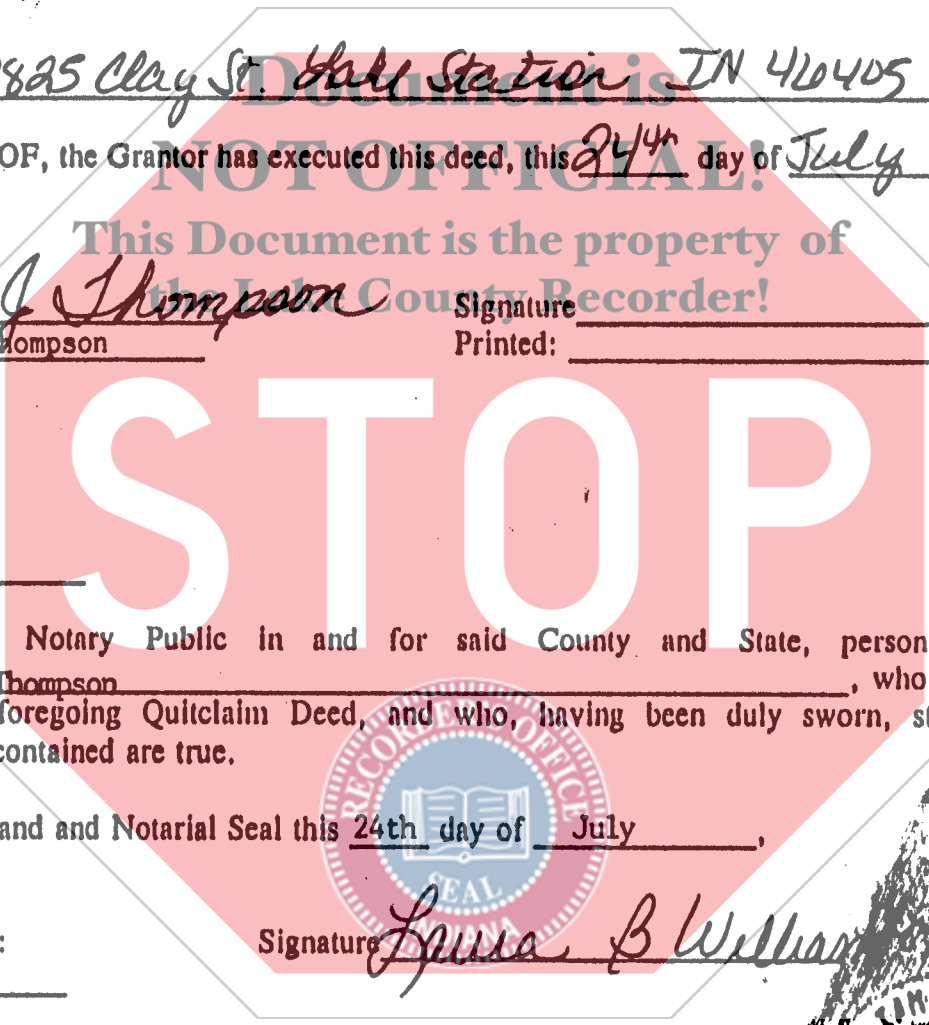 825 Clay St. Lake Station IN 46405
Document is
OF, the Grantor has executed this deed, this 24th day of July
NOT OFFICIAL!
This Document is the property of
the Lake County Recorder!
J Thompson Signature
hompson Printed:
STOP
Notary Public in and for said County and State, person
Thompson, who
foregoing Quitclaim Deed, and who, having been duly sworn, st
contained are true.
RECORDER OFFICE
and and Notarial Seal this 24th day of July,
SEAL
INDIANA
: Signature Laura B William